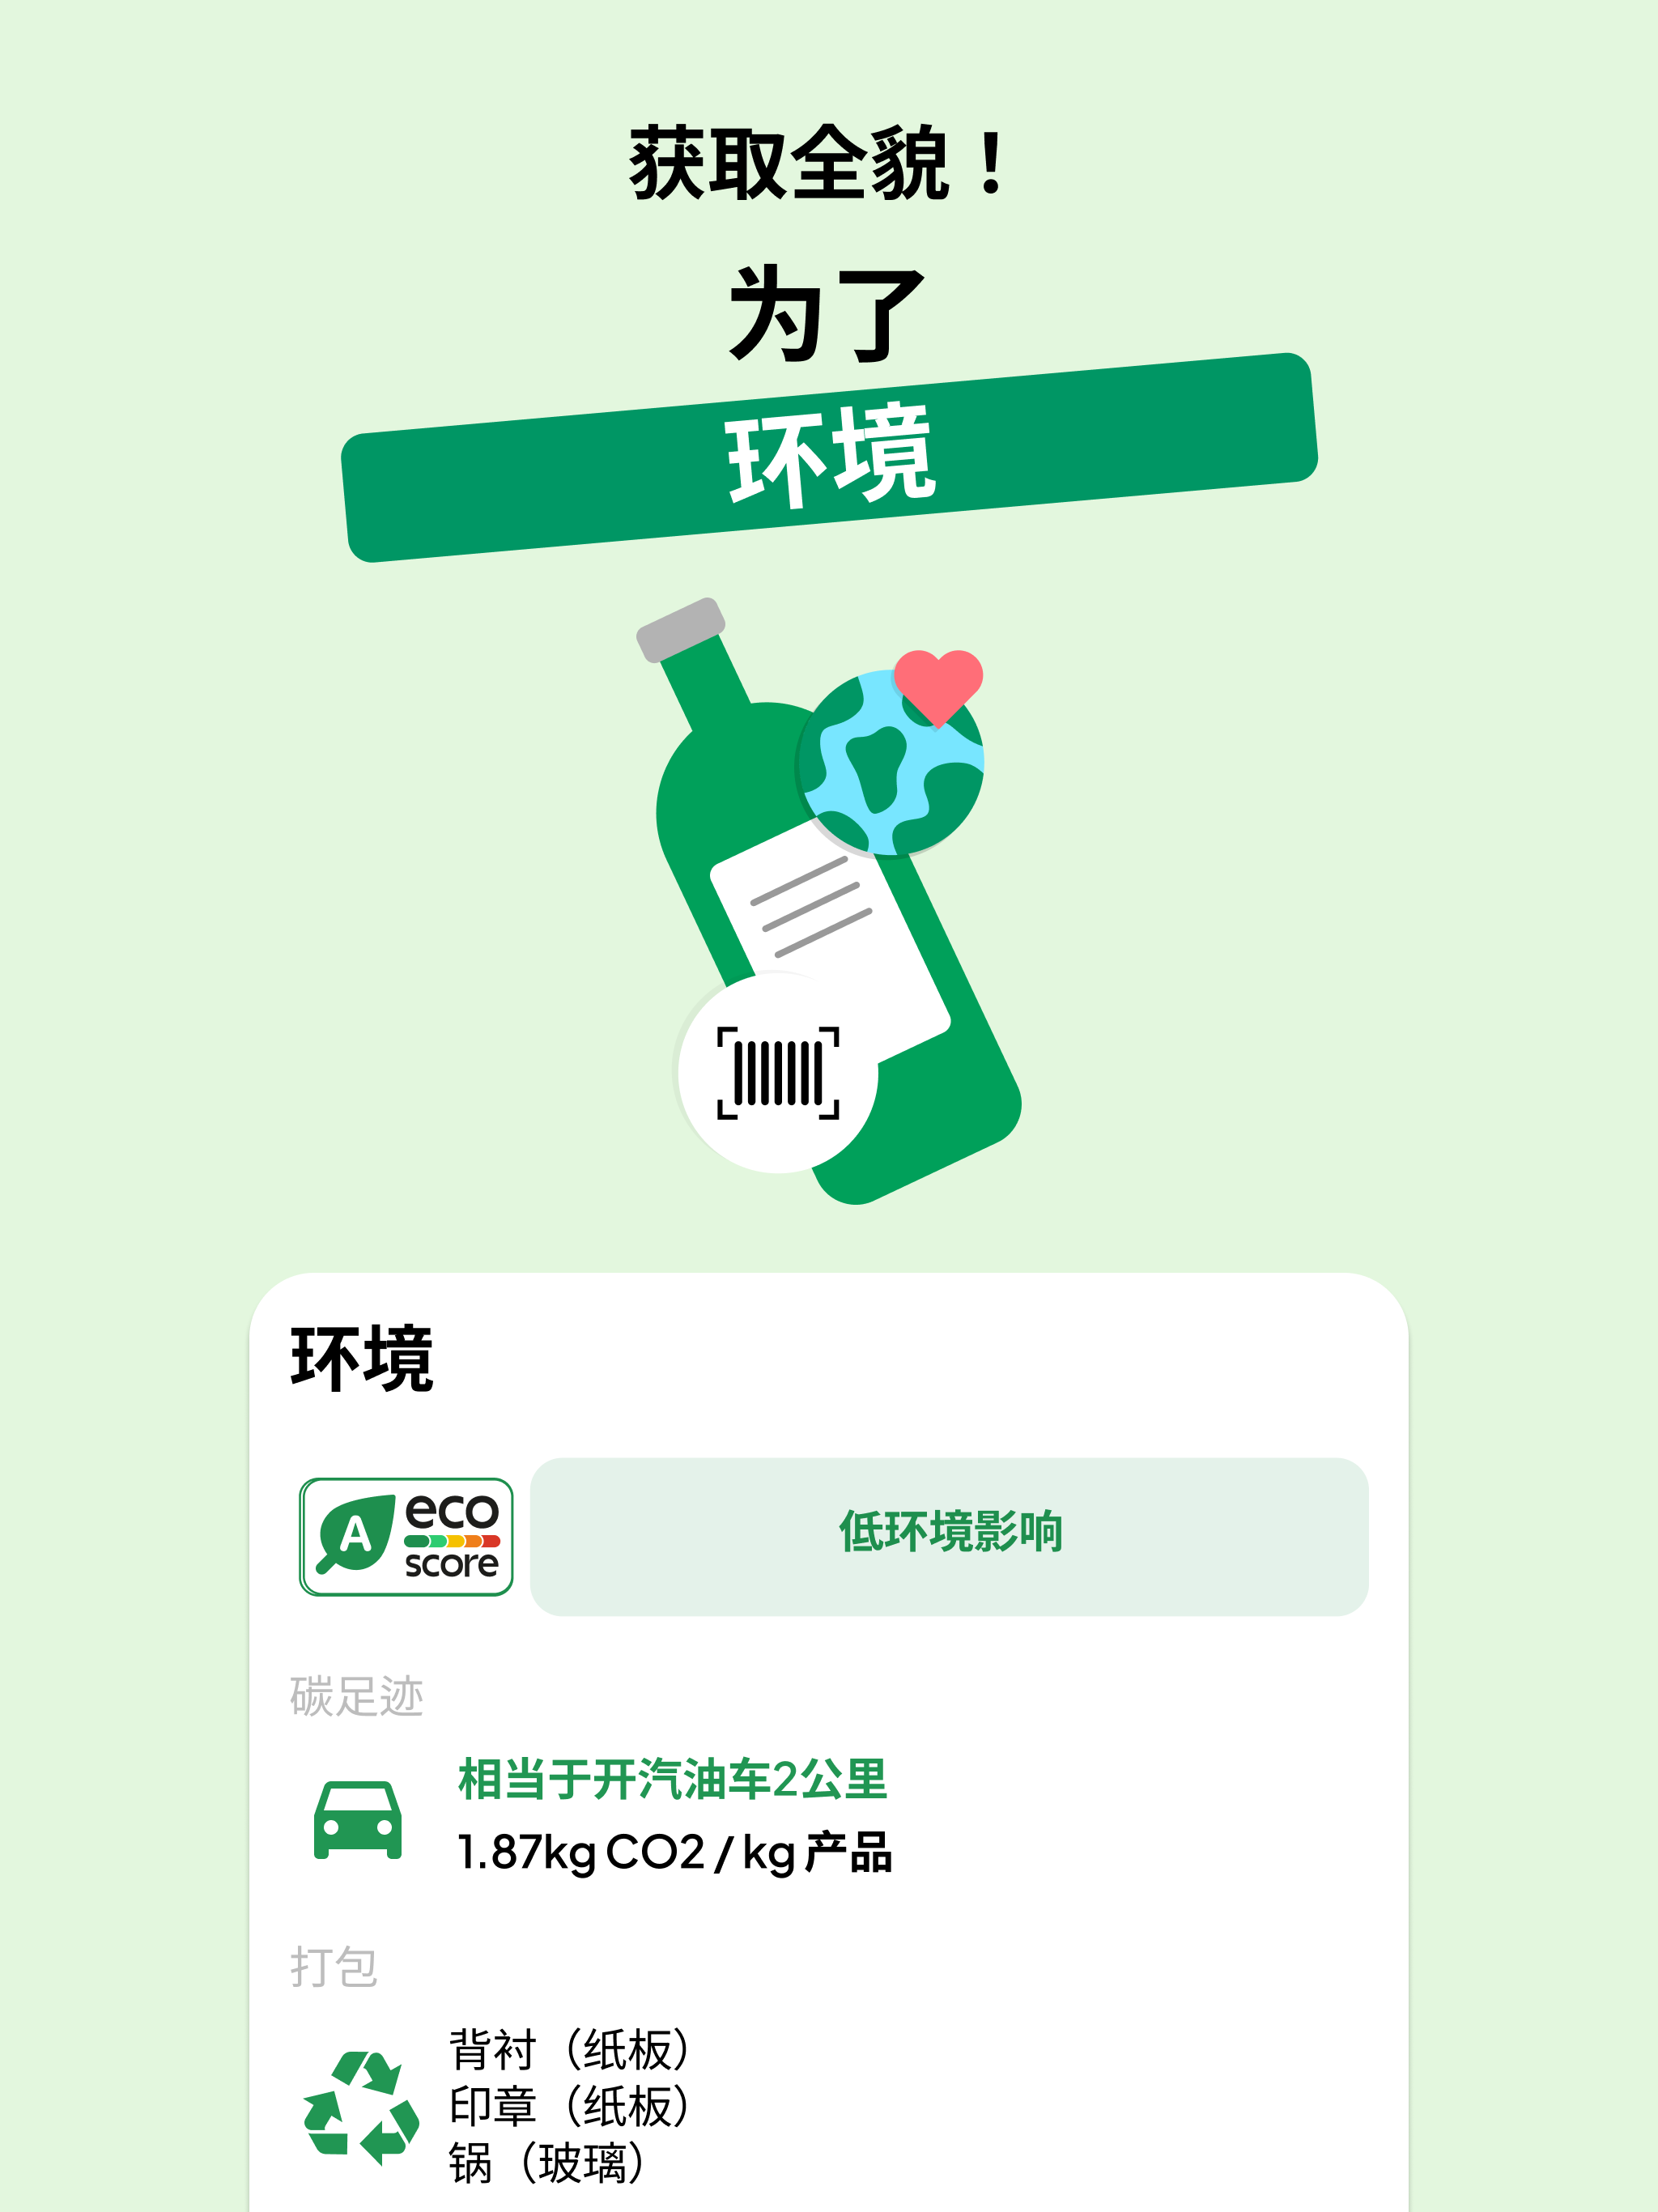 获取全貌！
为了
环境
环境
A
eco
score
低环境影响
碳足迹
相当于开汽油车2公里
1.87kg CO2 / kg 产品
打包
背衬（纸板）
印章（纸板）
锅（玻璃）